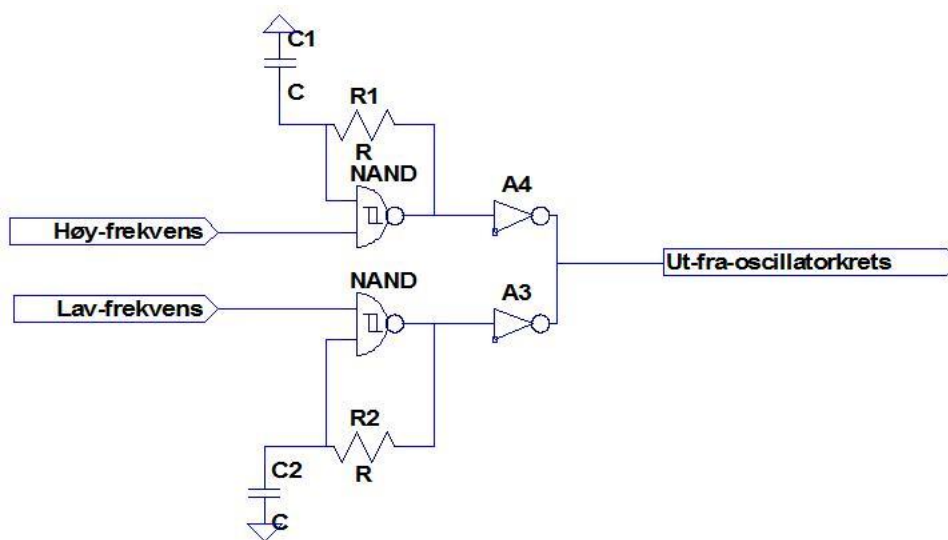 C1
C
R1
R
NAND
A4
Høy-frekvens
Ut-fra-oscillatorkrets
NAND
A3
Lav-frekvens
R2
R
C2
C